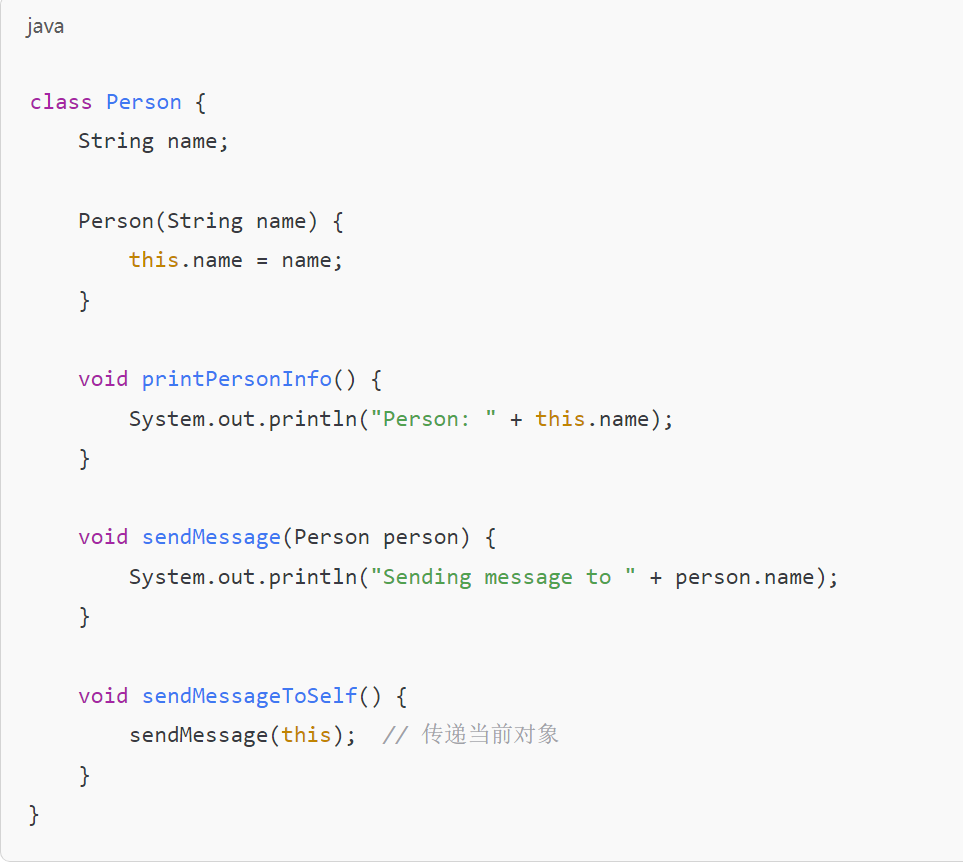 java
class Person {
    String name;
    Person(String name) {
        this.name = name;
    }
    void printPersonInfo() {
        System.out.println("Person: " + this.name);
    }
    void sendMessage(Person person) {
        System.out.println("Sending message to " + person.name);
    }
    void sendMessageToSelf() {
        sendMessage(this);  // 传递当前对象
    }
}